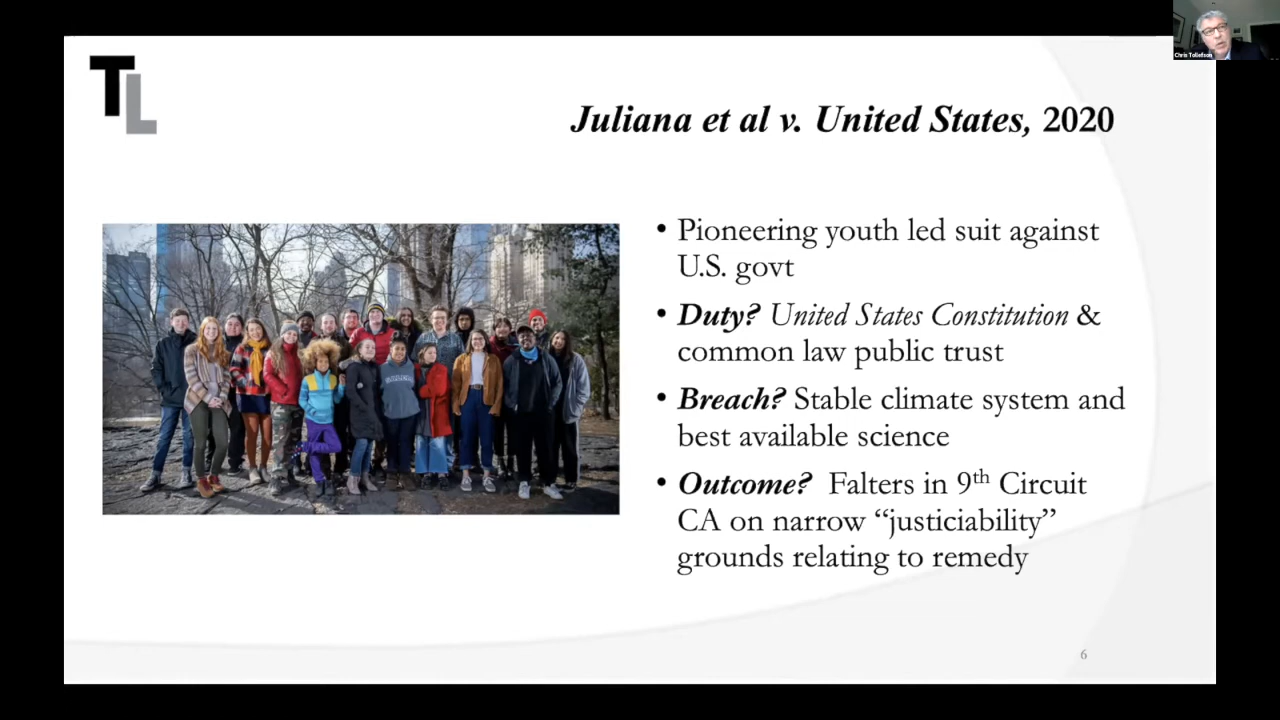 Chris Tollefson
TL
Juliana et al v. United States, 2020
• Pioneering youth led suit against
U.S. govt
• Duty? United States Constitution &
common law public trust
• Breach? Stable climate system and
best available science
• Outcome? Falters in 9th Circuit
CA on narrow “justiciability”
grounds relating to remedy
6